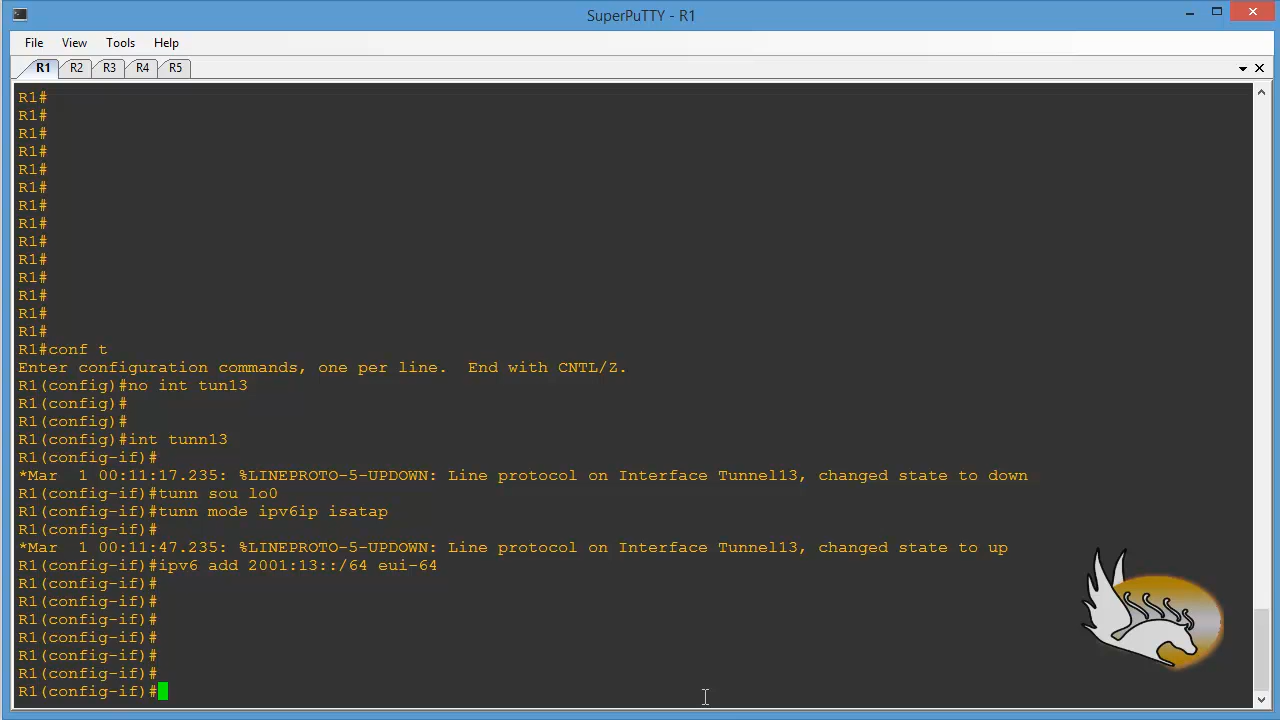 SuperPuTTY - R1
File View Tools Help
R1 R2 R3 R4 R5
R1#
R1#
R1#
R1#
R1#
R1#
R1#
R1#
R1#
R1#
R1#
R1#
R1#
R1#
R1#conf t
Enter configuration commands, one per line.  End with CNTL/Z.
R1(config)#no int tun13
R1(config)#
R1(config)#
R1(config)#int tunn13
R1(config-if)#
*Mar  1 00:11:17.235: %LINEPROTO-5-UPDOWN: Line protocol on Interface Tunnel13, changed state to down
R1(config-if)#tunn sou lo0
R1(config-if)#tunn mode ipv6ip isatap
R1(config-if)#
*Mar  1 00:11:47.235: %LINEPROTO-5-UPDOWN: Line protocol on Interface Tunnel13, changed state to up
R1(config-if)#ipv6 add 2001:13::/64 eui-64
R1(config-if)#
R1(config-if)#
R1(config-if)#
R1(config-if)#
R1(config-if)#
R1(config-if)#
R1(config-if)#